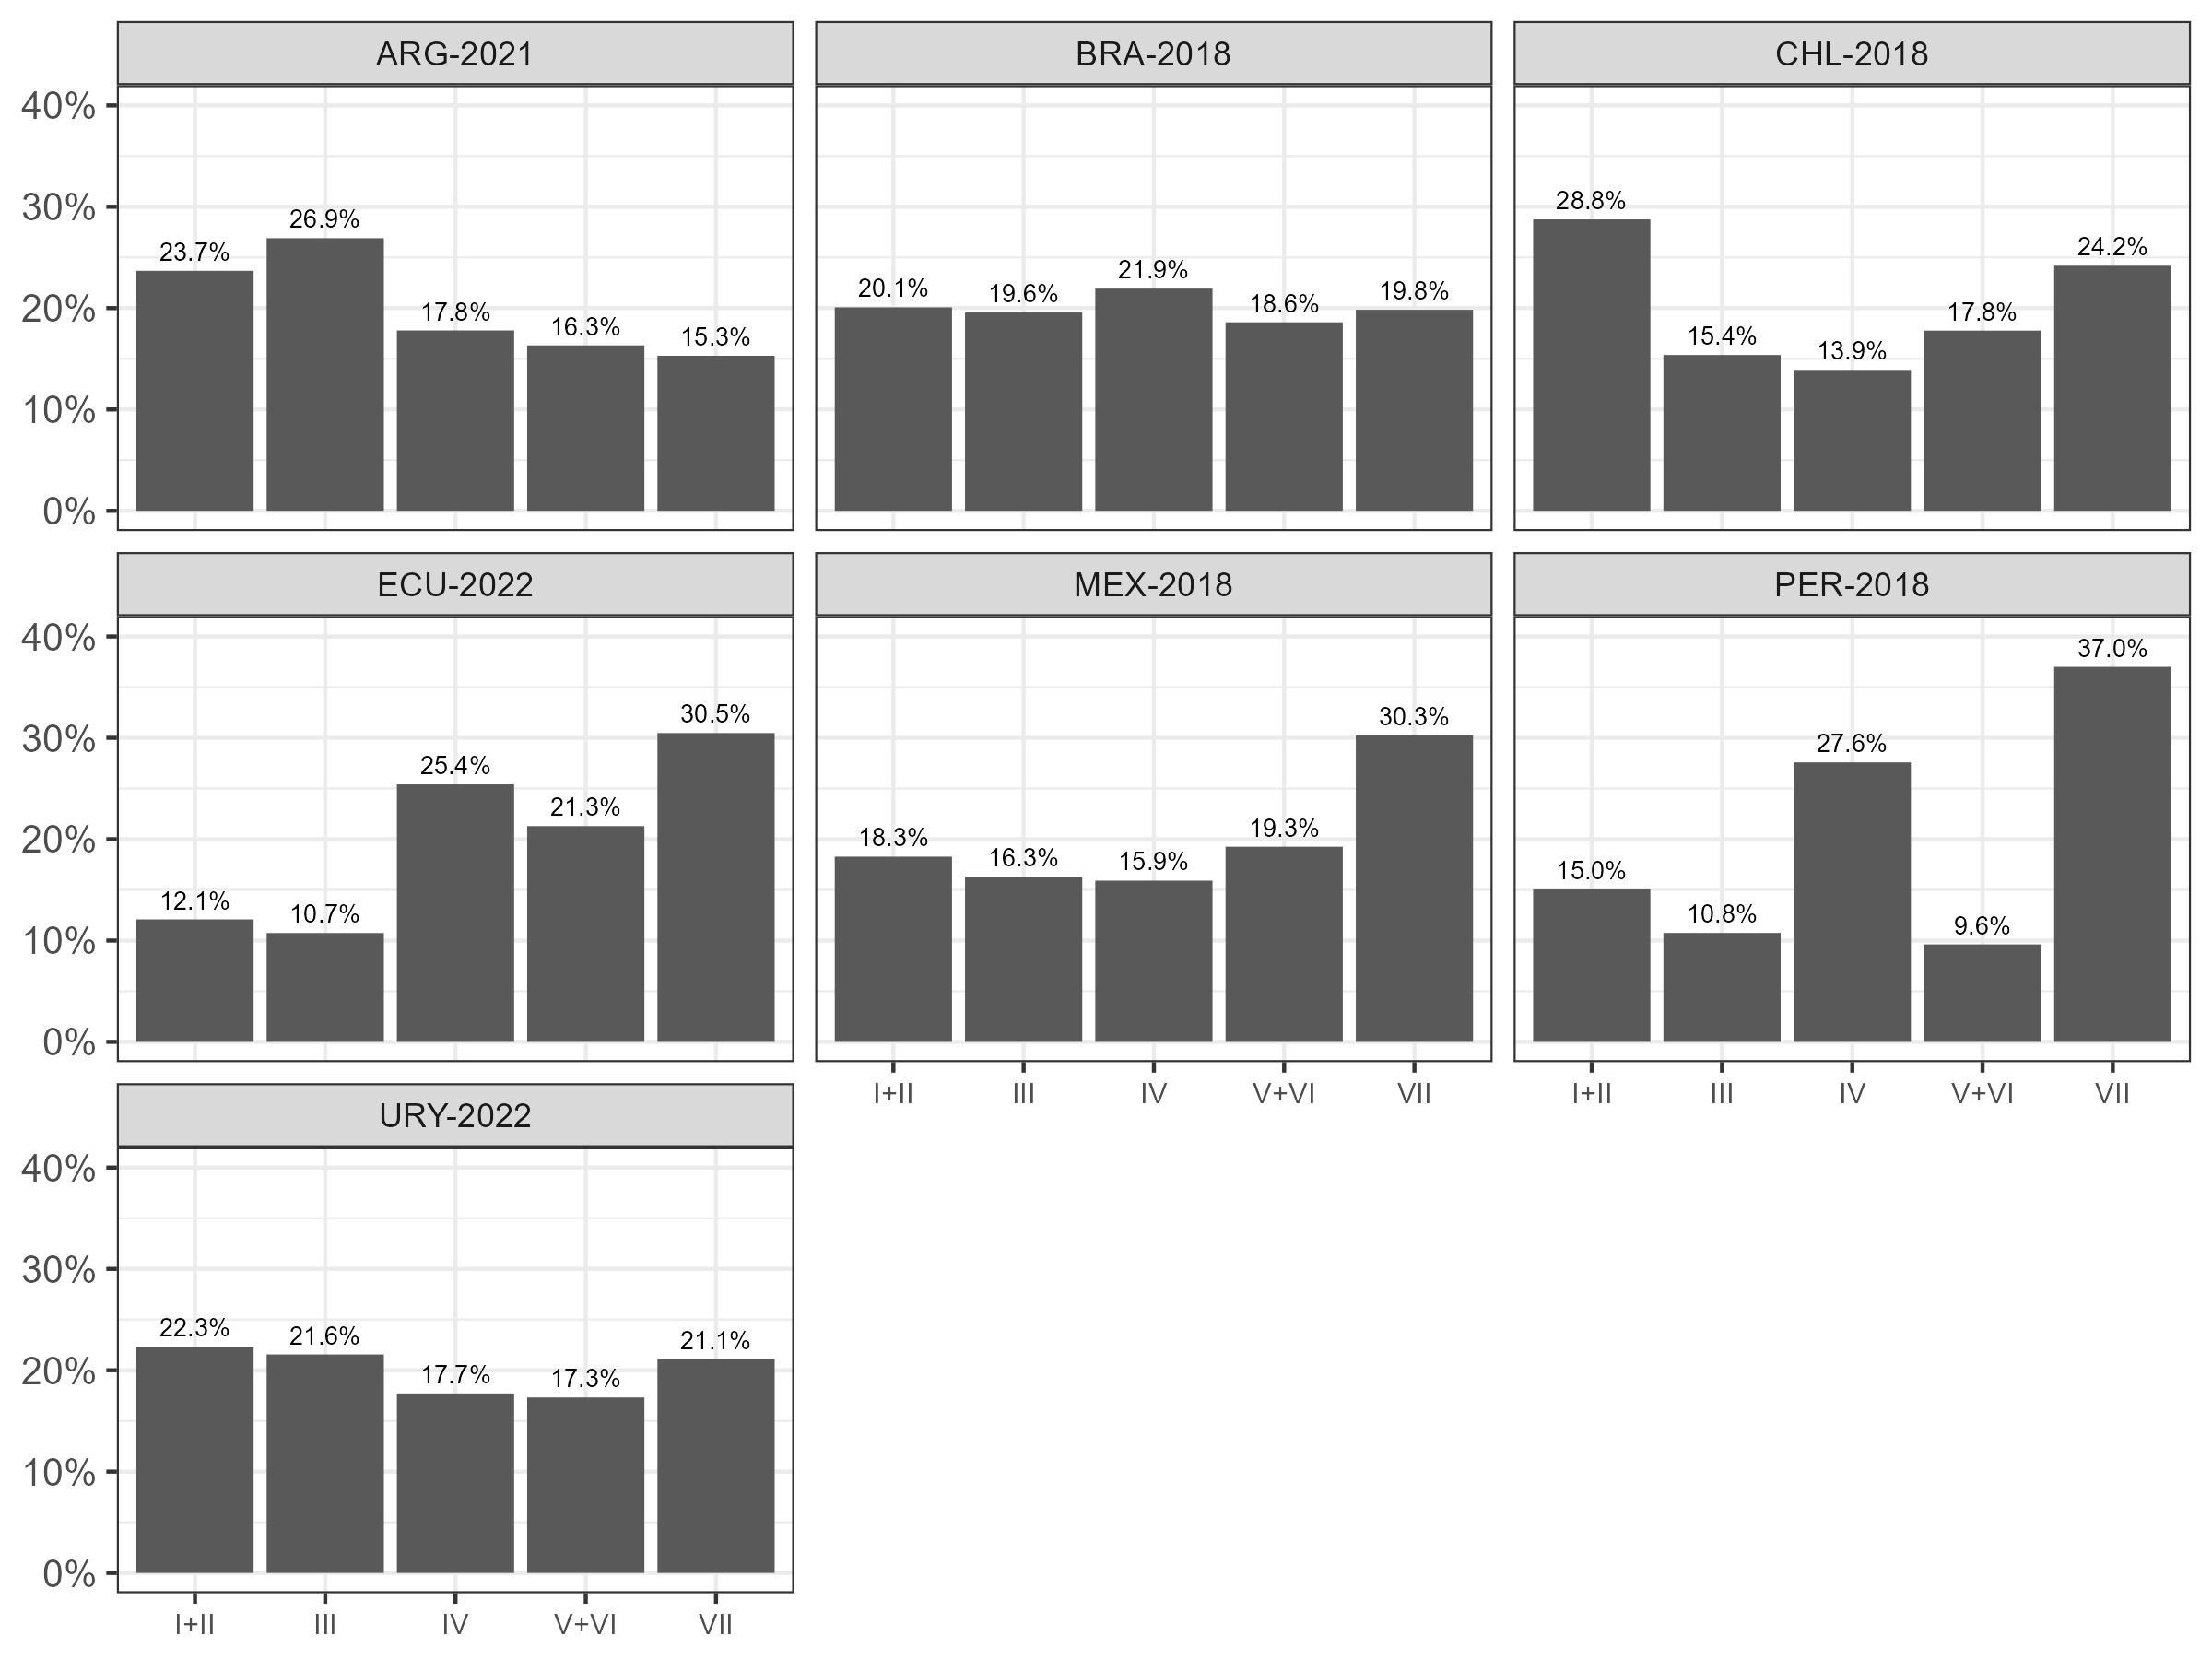 ARG-2021 BRA-2018 CHL-2018
40%
30%
20%
10%
0%
23.7% 26.9% 17.8% 16.3% 15.3%
20.1% 19.6% 21.9% 18.6% 19.8%
28.8% 15.4% 13.9% 17.8% 24.2%
ECU-2022 MEX-2018 PER-2018
40%
30%
20%
10%
0%
12.1% 10.7% 25.4% 21.3% 30.5%
18.3% 16.3% 15.9% 19.3% 30.3%
15.0% 10.8% 27.6% 9.6% 37.0%
I+II III IV V+VI VII
I+II III IV V+VI VII
URY-2022
40%
30%
20%
10%
0%
22.3% 21.6% 17.7% 17.3% 21.1%
I+II III IV V+VI VII